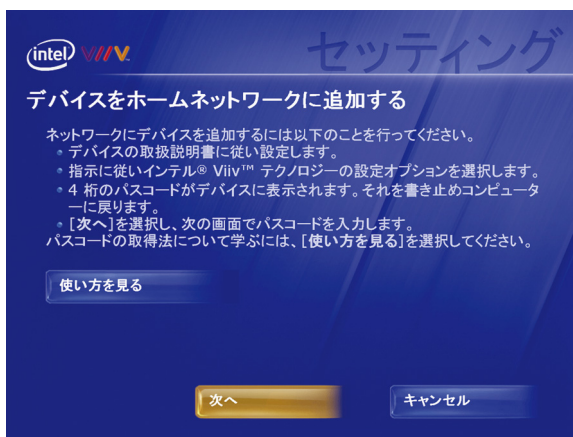 intel VIIV
セッティング
デバイスをホームネットワークに追加する
ネットワークにデバイスを追加するには以下のことを行ってください。
• デバイスの取扱説明書に従い設定します。
• 指示に従いインテル® Viiv™ テクノロジーの設定オプションを選択します。
• 4 桁のパスコードがデバイスに表示されます。それを書き止めコンピュータ
ーに戻ります。
• [次へ]を選択し、次の画面でパスコードを入力します。
パスコードの取得法について学ぶには、[使い方を見る]を選択してください。
使い方を見る
次へ
キャンセル